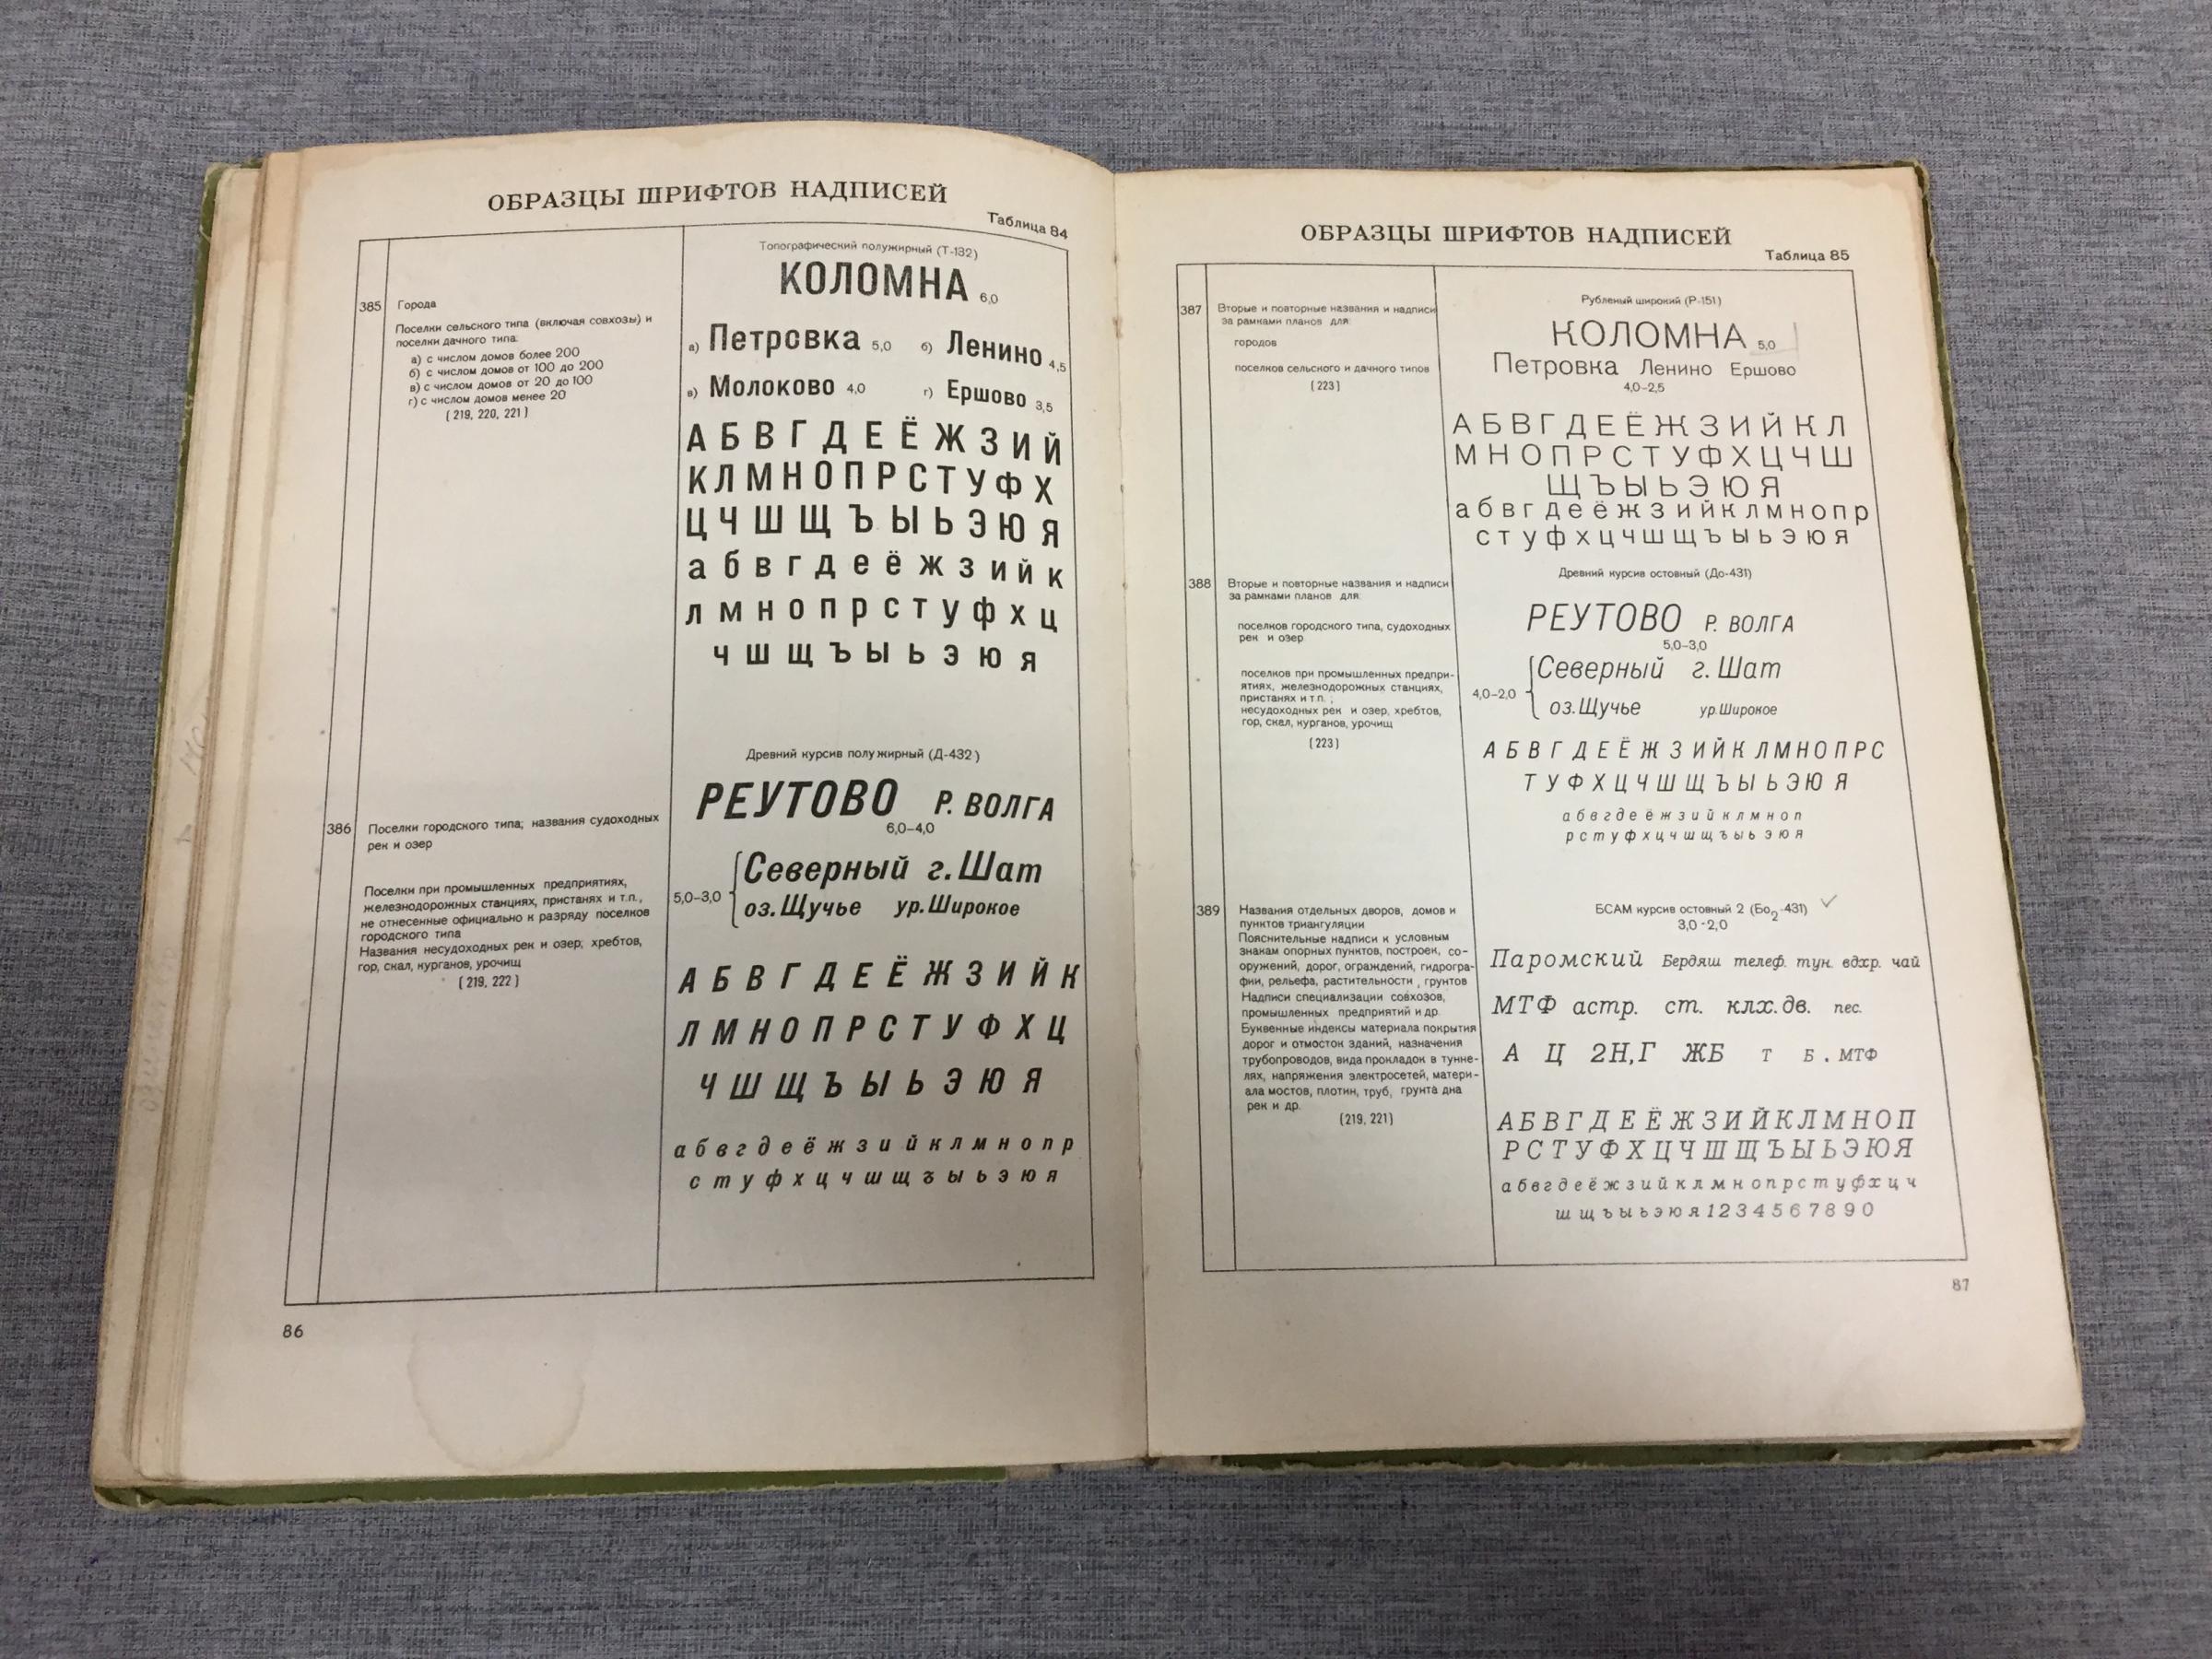 ОБРАЗЦЫ ШРИФТОВ НАДПИСЕЙ
Таблица 84
385
Города
Поселки сельского типа (включая совхозы) и
поселки дачного типа:
а) с числом домов более 200
б) с числом домов от 100 до 200
в) с числом домов от 20 до 100
г) с числом домов менее 20
(219, 220, 221)
Топографический полужирный (Т-132)
КОЛОМНА 6,0
а) Петровка 5,0 б) Ленино 4,5
в) Молоково 4,0 г) Ершово 3,5
А Б В Г Д Е Ё Ж З И Й
К Л М Н О П Р С Т У Ф Х
Ц Ч Ш Щ Ъ Ы Ь Э Ю Я
а б в г д е ё ж з и й к
л м н о п р с т у ф х ц
ч ш щ ъ ы ь э ю я
386
Поселки городского типа; названия судоходных
рек и озер
Поселки при промышленных предприятиях,
железнодорожных станциях, пристанях и т.п.,
не отнесенные официально к разряду поселков
городского типа
Названия несудоходных рек и озер; хребтов,
гор, скал, курганов, урочищ
(219, 222)
Древний курсив полужирный (Д-432)
РЕУТОВО Р. ВОЛГА
6,0-4,0
5,0-3,0
Северный г. Шат
оз. Щучье ур. Широкое
А Б В Г Д Е Ё Ж З И Й К
Л М Н О П Р С Т У Ф Х Ц
Ч Ш Щ Ъ Ы Ь Э Ю Я
а б в г д е ё ж з и й к л м н о п р
с т у ф х ц ч ш щ ъ ы ь э ю я
86
ОБРАЗЦЫ ШРИФТОВ НАДПИСЕЙ
Таблица 85
387
Вторые и повторные названия и надписи
за рамками планов для:
городов
поселков сельского и дачного типов
(223)
Рубленый широкий (Р-151)
КОЛОМНА 5,0
Петровка Ленино Ершово
4,0-2,5
А Б В Г Д Е Ё Ж З И Й К Л
М Н О П Р С Т У Ф Х Ц Ч Ш
Щ Ъ Ы Ь Э Ю Я
а б в г д е ё ж з и й к л м н о п р
с т у ф х ц ч ш щ ъ ы ь э ю я
388
Вторые и повторные названия и надписи
за рамками планов для:
поселков городского типа, судоходных
рек и озер
поселков при промышленных предпри-
ятиях, железнодорожных станциях,
пристанях и т.п.;
несудоходных рек и озер, хребтов,
гор, скал, курганов, урочищ
(223)
Древний курсив остовный (До-431)
РЕУТОВО Р. ВОЛГА
5,0-3,0
4,0-2,0
Северный г. Шат
оз. Щучье ур. Широкое
А Б В Г Д Е Ё Ж З И Й К Л М Н О П Р С
Т У Ф Х Ц Ч Ш Щ Ъ Ы Ь Э Ю Я
а б в г д е ё ж з и й к л м н о п
р с т у ф х ц ч ш щ ъ ы ь э ю я
389
Названия отдельных дворов, домов и
пунктов триангуляции
Пояснительные надписи к условным
знакам опорных пунктов, построек, со-
оружений, дорог, ограждений, гидрогра-
фии, рельефа, растительности, грунтов
Надписи специализации совхозов,
промышленных предприятий и др.
Буквенные индексы материала покрытия
дорог и отмосток зданий, назначения
трубопроводов, вида прокладок в тунне-
лях, напряжения электросетей, матери-
ала мостов, плотин, труб, грунта дна
рек и др.
(219, 221)
БСАМ курсив остовный 2 (Бо2-431)
3,0-2,0
Паромский Бердяш телеф. тун. вдхр. чай
МТФ астр. ст. клх. дв. пес.
А Ц 2Н,Г ЖБ Т Б. МТФ
А Б В Г Д Е Ё Ж З И Й К Л М Н О П
Р С Т У Ф Х Ц Ч Ш Щ Ъ Ы Ь Э Ю Я
а б в г д е ё ж з и й к л м н о п р с т у ф х ц ч
ш щ ъ ы ь э ю я 1 2 3 4 5 6 7 8 9 0
87